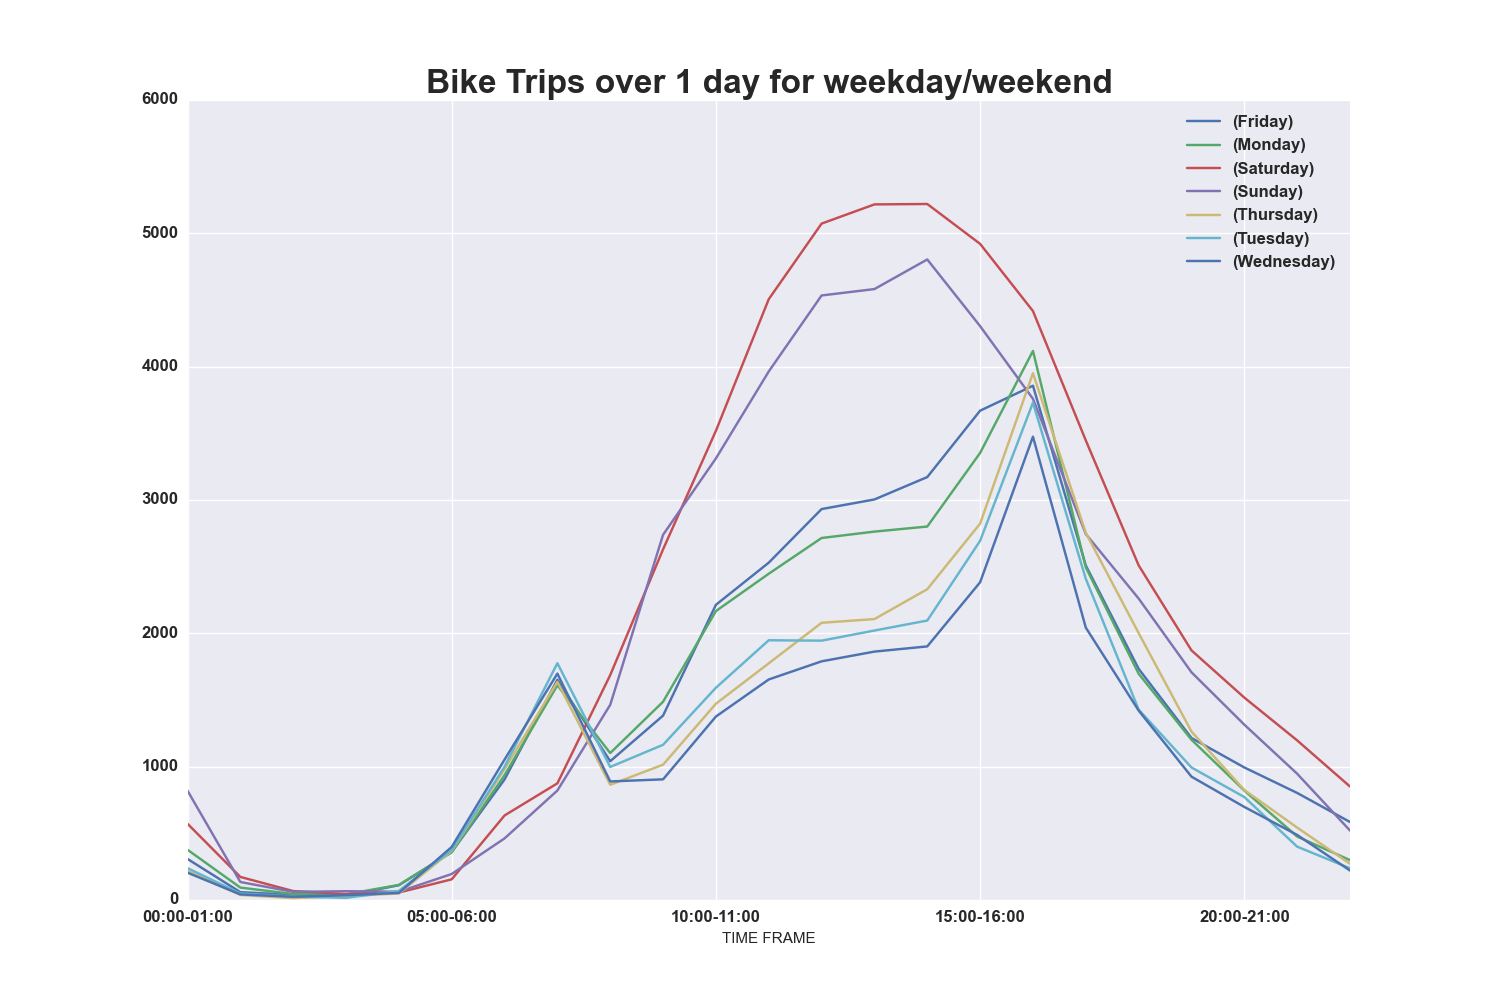 Bike Trips over 1 day for weekday/weekend
6000
5000
4000
3000
2000
1000
0
(Friday)
(Monday)
(Saturday)
(Sunday)
(Thursday)
(Tuesday)
(Wednesday)
00:00-01:00 05:00-06:00 10:00-11:00 15:00-16:00 20:00-21:00
TIME FRAME